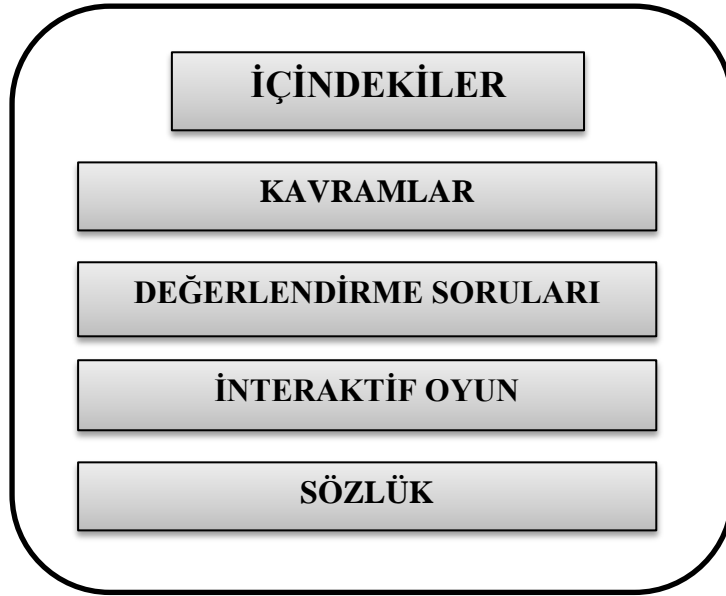 İÇİNDEKİLER
KAVRAMLAR
DEĞERLENDİRME SORULARI
İNTERAKTİF OYUN
SÖZLÜK